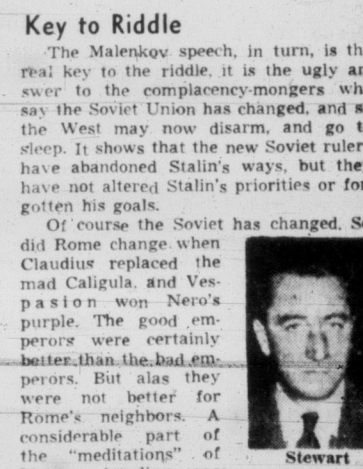 Key to Riddle
The Malenkov speech, in turn, is th
real key to the riddle, it is the ugly an
swer to the complacency-mongers wh
say the Soviet Union has changed, and s
the West may now disarm, and go t
sleep. It shows that the new Soviet ruler
have abandoned Stalin's ways, but the
have not altered Stalin's priorities or for
gotten his goals.
Of course the Soviet has changed. S
did Rome change when
Claudius replaced the
mad Caligula, and Ves-
pasion won Nero's
purple. The good em-
perors were certainly
better than the bad em-
perors. But alas they
were not better for
Rome's neighbors. A
considerable part of
the "meditations" of
Stewart